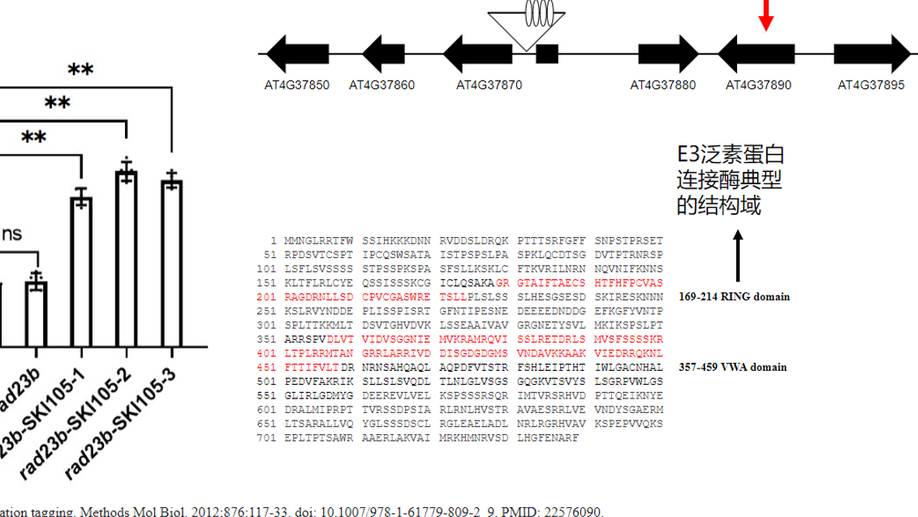 **
**
**
ns
rad23b-SKI105-2
rad23b-SKI105-3
AT4G37850 AT4G37860 AT4G37870 AT4G37880 AT4G37890 AT4G37895
E3泛素蛋白
连接酶典型
的结构域
1 MMNGLRRTFW SSIHKKKDNN RVDDSLDRQK PTTTSRFGFF SNPSTPRSET
51 RPDSVTCSPT IPCQSWSATA ISTPSPSLPA SPKLQCDTSG DVTPTRNRSP
101 LSFLSVSSSS STPSSPKSPA SFSLLKSKLC FTKVRILNRN NQVNIFKNNS
151 KLTFLRLCYE QSSISSSKCG ICLQSAKAGR GTAIFTAECS HTFHFPCVAS
201 RAGDRNLLSD CPVCGASWRE TSLLPLSLSS SLHESGSESD SKIRESKNNN
169-214 RING domain
251 KSLRVYNDDE PLISSPISRT GFNTIPESNE DEEEEDNDDG EFKGFYVNTP
301 SPLTTKKMLT DSVTGHVDVK LSSEAAIVAV GRGNETYSVL MKIKSPSLPT
351 ARRSPVDLVT VIDVSGGNIE MVKRAMRQVI SSLRETDRLS MVSFSSSSKR
401 LTPLRRMTAN GRRLARRIVD DISGDGDGMS VNDAVKKAAK VIEDRRQKNL
451 FTTIFVLTDR NRNSAHQAQL AQPDFVTSTR FSHLEIPTHT IWLGACNHAL
357-459 VWA domain
501 PEDVFAKRIK SLLSLSVQDL TLNLGLVSGS GQGKVTSVYS LSGRPVWLGS
551 GLIRLGDMYG DEEREVLVEL KSPSSSRSQR IMTVRSRHVD PTTQEIKNYE
601 DRALMIPRPT TVRSSDPSIA RLRNLHVSTR AVAESRRLVE VNDYSGAERM
651 LTSARALLVQ YGLSSSDSCL RGLEAELADL NRLRGRHVAV KSPEPVVQKS
701 EPLTPTSAWR AAERLAKVAI MRKHMNRVSD LHGFENARF
ation tagging. Methods Mol Biol. 2012;876:117-33. doi: 10.1007/978-1-61779-809-2_9. PMID: 22576090.